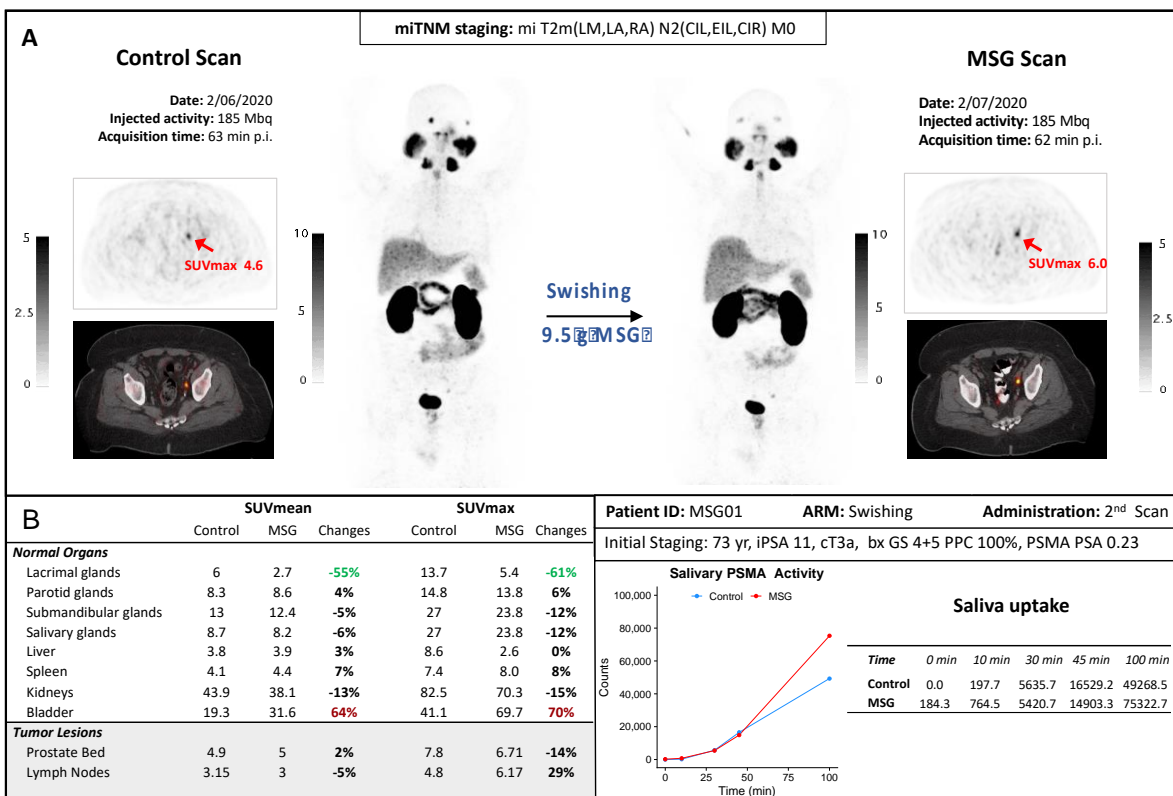 miTNM staging: mi T2m(LM,LA,RA) N2(CIL,EIL,CIR) M0
A
Control Scan
Date: 2/06/2020
Injected activity: 185 Mbq
Acquisition time: 63 min p.i.
MSG Scan
Date: 2/07/2020
Injected activity: 185 Mbq
Acquisition time: 62 min p.i.
5
2.5
0
SUVmax 4.6
10
5
0
Swishing
9.5 g MSG
10
5
0
SUVmax 6.0
5
2.5
0
B
SUVmean SUVmax
Control MSG Changes Control MSG Changes
Normal Organs
Lacrimal glands 6 2.7 -55% 13.7 5.4 -61%
Parotid glands 8.3 8.6 4% 14.8 13.8 6%
Submandibular glands 13 12.4 -5% 27 23.8 -12%
Salivary glands 8.7 8.2 -6% 27 23.8 -12%
Liver 3.8 3.9 3% 8.6 2.6 0%
Spleen 4.1 4.4 7% 7.4 8.0 8%
Kidneys 43.9 38.1 -13% 82.5 70.3 -15%
Bladder 19.3 31.6 64% 41.1 69.7 70%
Tumor Lesions
Prostate Bed 4.9 5 2% 7.8 6.71 -14%
Lymph Nodes 3.15 3 -5% 4.8 6.17 29%
Patient ID: MSG01 ARM: Swishing Administration: 2nd Scan
Initial Staging: 73 yr, iPSA 11, cT3a, bx GS 4+5 PPC 100%, PSMA PSA 0.23
Salivary PSMA Activity
Control MSG
100,000
80,000
60,000
40,000
20,000
0
Counts
0 25 50 75 100
Time (min)
Saliva uptake
Time 0 min 10 min 30 min 45 min 100 min
Control 0.0 197.7 5635.7 16529.2 49268.5
MSG 184.3 764.5 5420.7 14903.3 75322.7